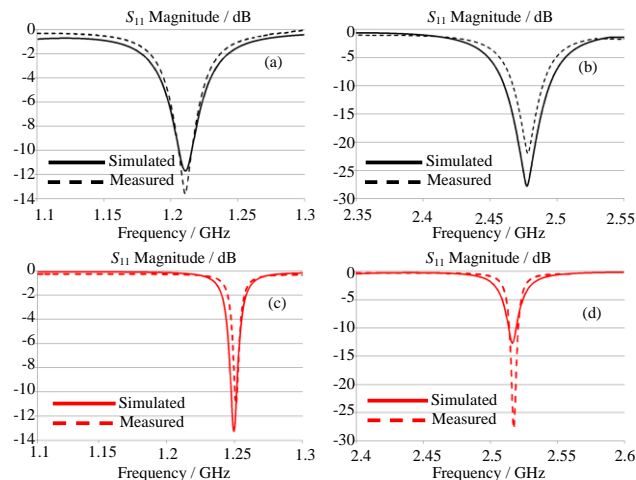 S11 Magnitude / dB
0
-2
-4
-6
-8
-10
-12
-14
(a)
Simulated
Measured
1.1 1.15 1.2 1.25 1.3
Frequency / GHz
S11 Magnitude / dB
0
-5
-10
-15
-20
-25
-30
(b)
Simulated
Measured
2.35 2.4 2.45 2.5 2.55
Frequency / GHz
S11 Magnitude / dB
0
-2
-4
-6
-8
-10
-12
-14
(c)
Simulated
Measured
1.1 1.15 1.2 1.25 1.3
Frequency / GHz
S11 Magnitude / dB
0
-5
-10
-15
-20
-25
-30
(d)
Simulated
Measured
2.4 2.45 2.5 2.55 2.6
Frequency / GHz